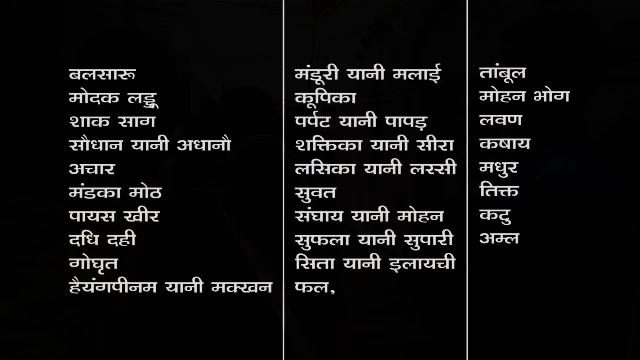 बलसारू
मोदक लड्डू
शाक साग
सौधान यानी अधानौ
अचार
मंडका मोठ
पायस खीर
दधि दही
गोघृत
हैयंगपीनम यानी मक्खन
मंडूरी यानी मलाई
कूपिका
पर्पट यानी पापड़
शक्तिका यानी सीरा
लसिका यानी लस्सी
सुवत
संघाय यानी मोहन
सुफला यानी सुपारी
सिता यानी इलायची
फल,
तांबूल
मोहन भोग
लवण
कषाय
मधुर
तिक्त
कटु
अम्ल